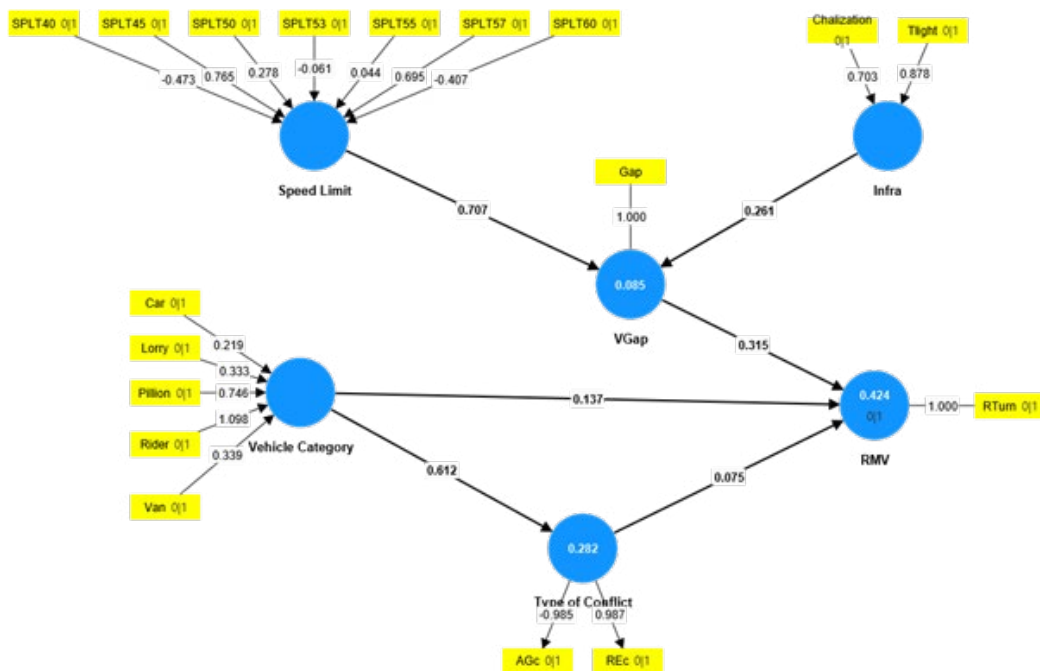 SPLT40 0|1
SPLT45 0|1
SPLT50 0|1
SPLT53 0|1
SPLT55 0|1
SPLT57 0|1
SPLT60 0|1
Chalization
0|1
Tlight 0|1
-0.473
0.765
0.278
-0.061
0.044
0.695
-0.407
0.703
0.878
Speed Limit
Infra
Gap
0.707
1.000
0.261
0.085
VGap
Car 0|1
0.219
Lorry 0|1
0.333
Pillion 0|1
0.746
1.098
Rider 0|1
0.339
Van 0|1
Vehicle Category
0.315
0.137
0.424
0|1
1.000
RTurn 0|1
RMV
0.612
0.075
0.282
Type of Conflict
-0.985
0.987
AGc 0|1
REc 0|1